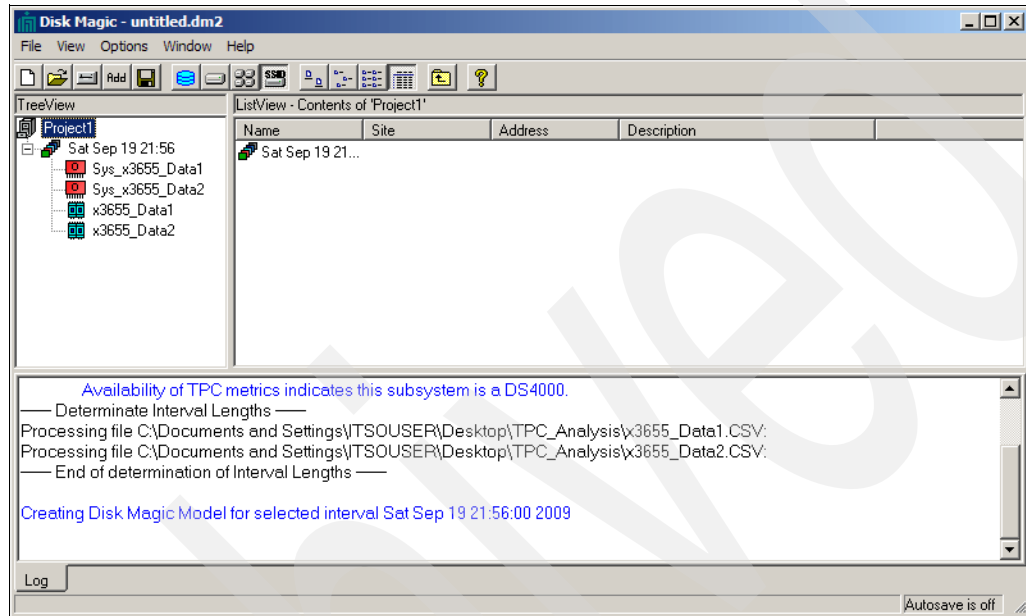 Disk Magic - untitled.dm2
File View Options Window Help
Add SSID
TreeView
ListView - Contents of 'Project1'
Project1
Sat Sep 19 21:56
Sys_x3655_Data1
Sys_x3655_Data2
x3655_Data1
x3655_Data2
Name Site Address Description
Sat Sep 19 21...
Availability of TPC metrics indicates this subsystem is a DS4000.
—— Determinate Interval Lengths ——
Processing file C:\Documents and Settings\ITSOUSER\Desktop\TPC_Analysis\x3655_Data1.CSV:
Processing file C:\Documents and Settings\ITSOUSER\Desktop\TPC_Analysis\x3655_Data2.CSV:
—— End of determination of Interval Lengths ——
Creating Disk Magic Model for selected interval Sat Sep 19 21:56:00 2009
Log
Autosave is off